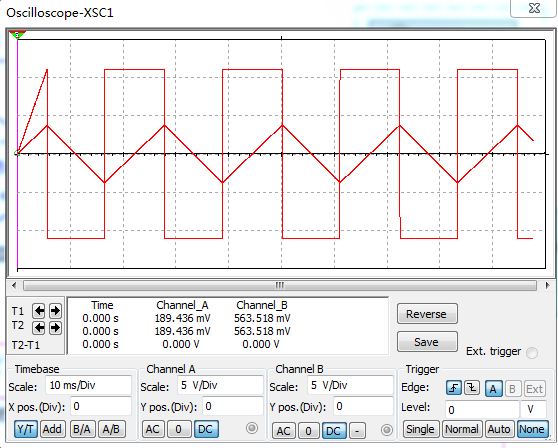 Oscilloscope-XSC1
T1
T2
T2-T1
Time Channel_A Channel_B
0.000 s 189.436 mV 563.518 mV
0.000 s 189.436 mV 563.518 mV
0.000 s 0.000 V 0.000 V
Reverse
Save
Ext. trigger
Timebase
Scale: 10 ms/Div
X pos.(Div): 0
Y/T Add B/A A/B
Channel A
Scale: 5 V/Div
Y pos.(Div): 0
AC 0 DC
Channel B
Scale: 5 V/Div
Y pos.(Div): 0
AC 0 DC -
Trigger
Edge: A B Ext
Level: 0 V
Single Normal Auto None